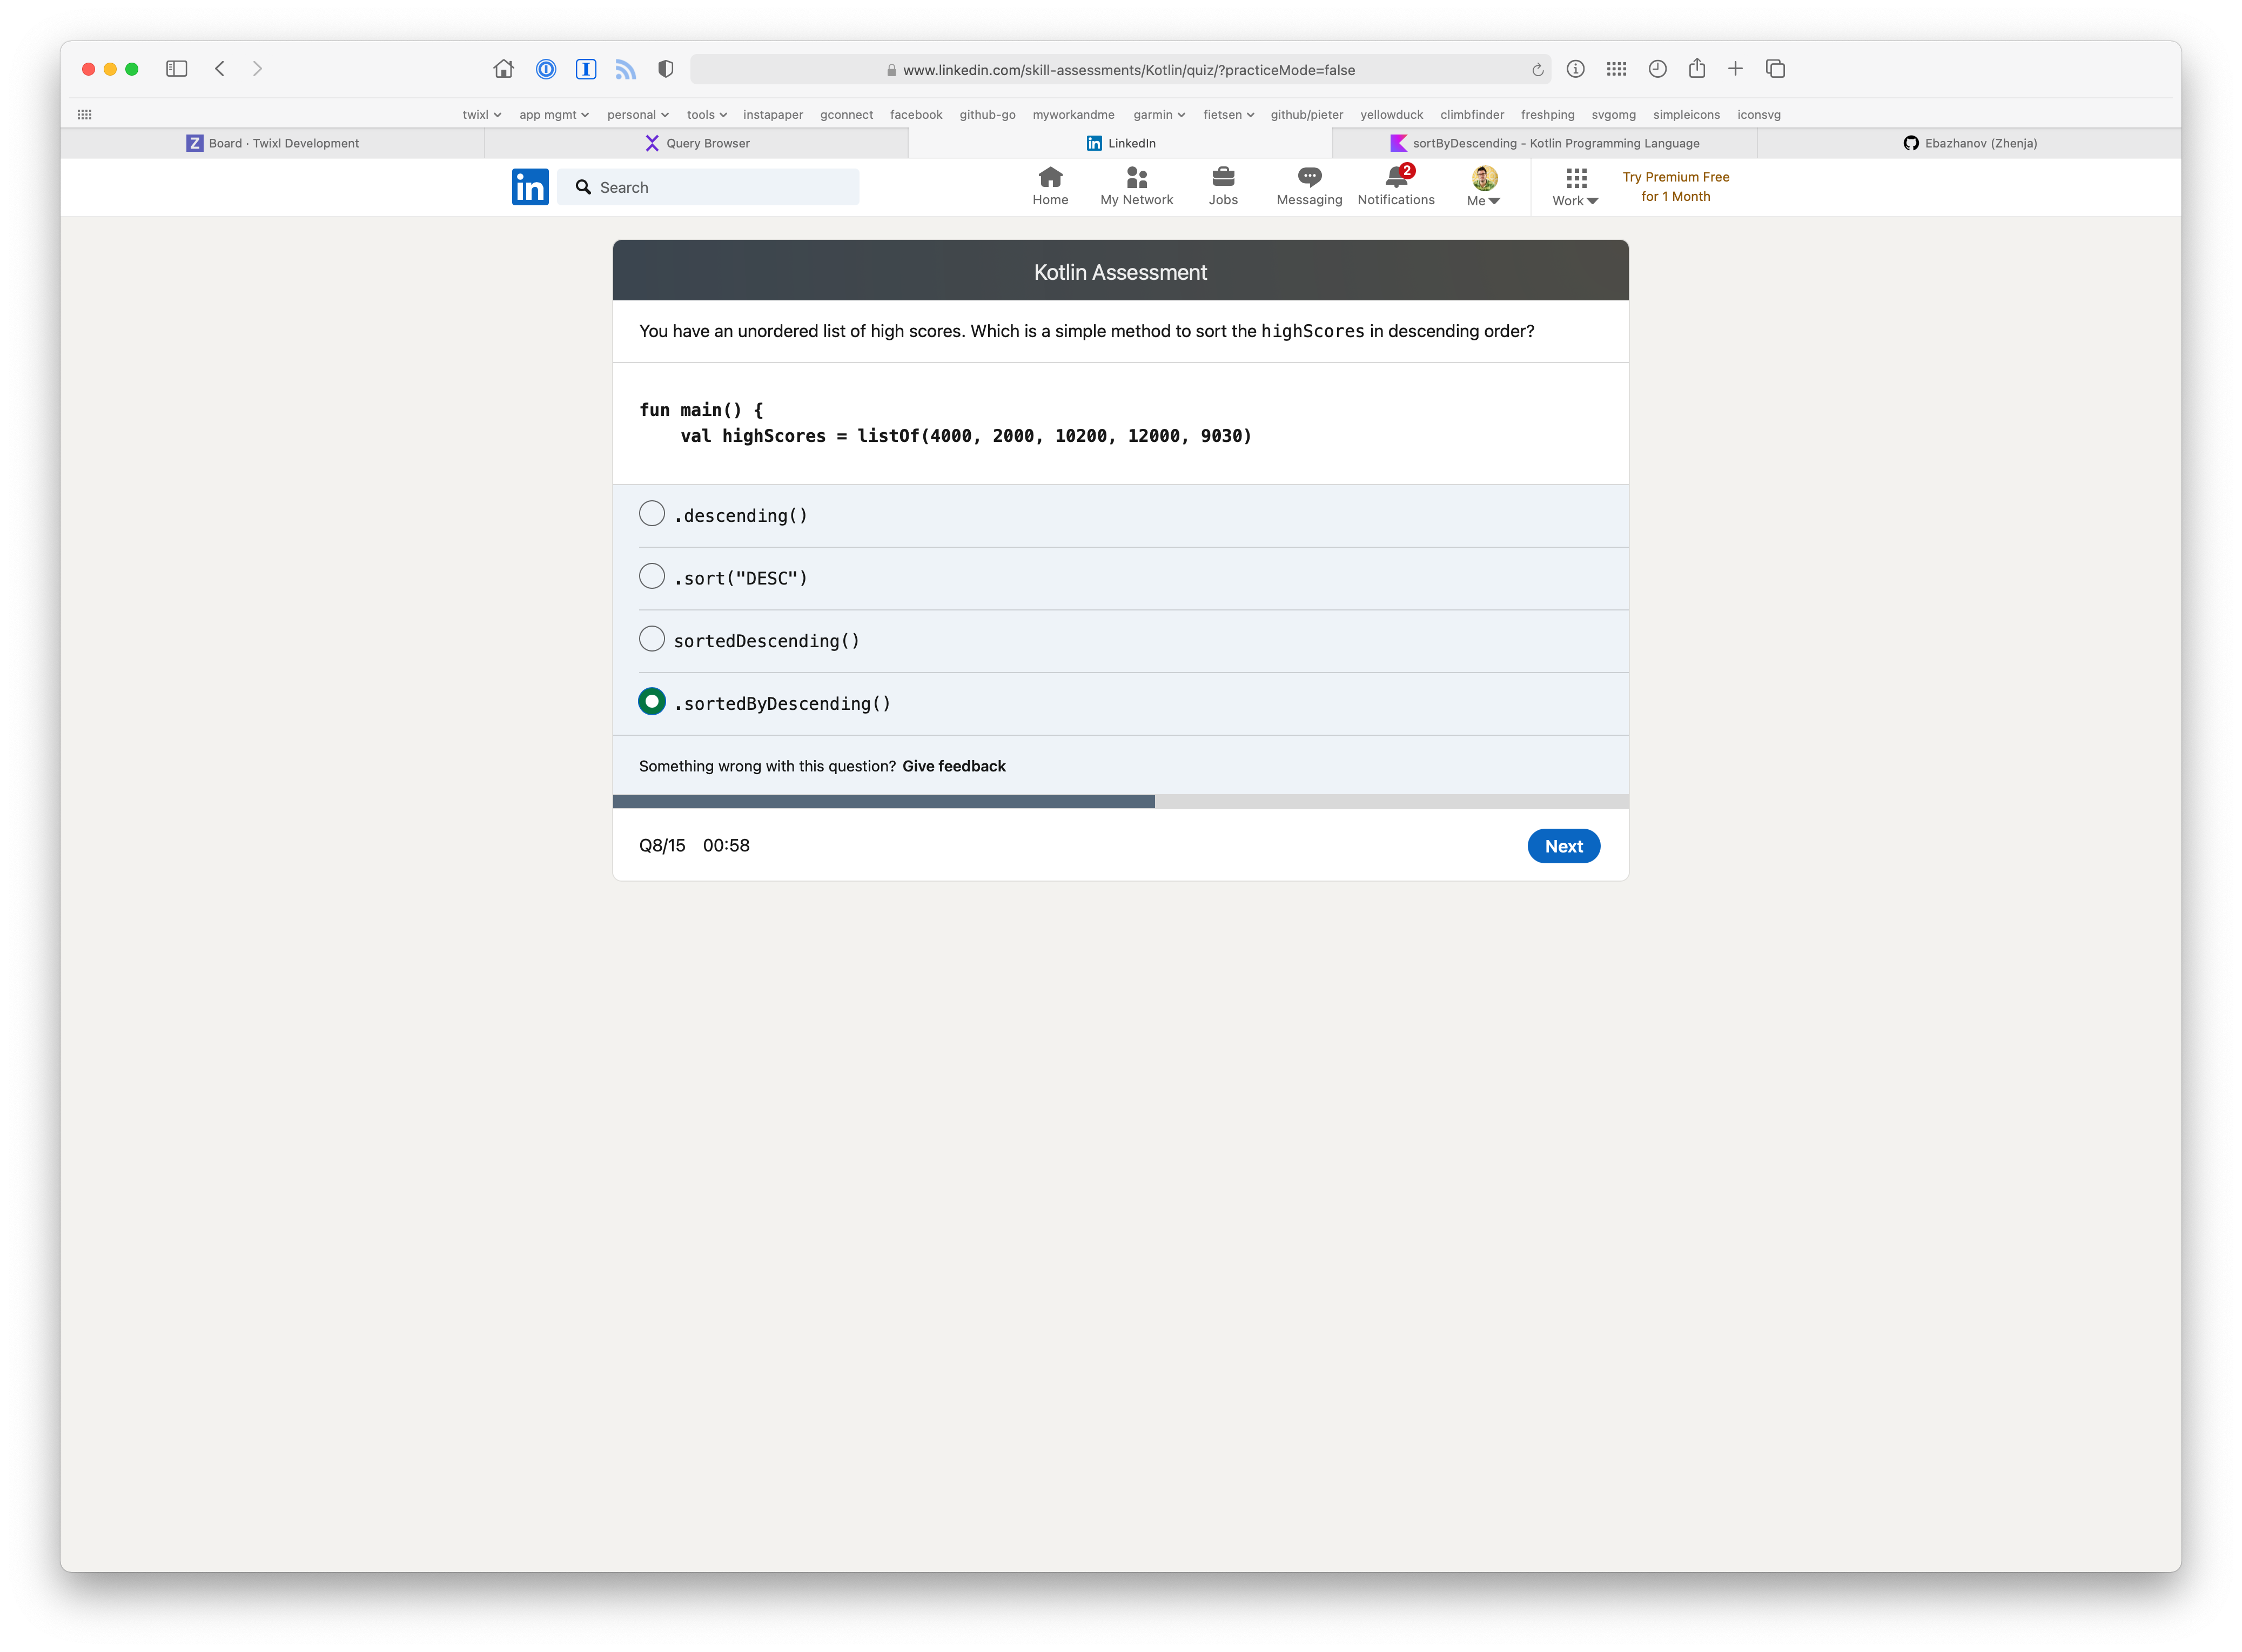 www.linkedin.com/skill-assessments/Kotlin/quiz/?practiceMode=false
twixl app mgmt personal tools instapaper gconnect facebook github-go myworkandme garmin fietsen github/pieter yellowduck climbfinder freshping svgomg simpleicons iconsvg
Z Board · Twixl Development Query Browser in LinkedIn sortByDescending - Kotlin Programming Language Ebazhanov (Zhenja)
in Search
Home My Network Jobs Messaging 2 Notifications Me Work
Try Premium Free
for 1 Month
Kotlin Assessment
You have an unordered list of high scores. Which is a simple method to sort the highScores in descending order?
fun main() {
    val highScores = listOf(4000, 2000, 10200, 12000, 9030)
.descending()
.sort("DESC")
sortedDescending()
.sortedByDescending()
Something wrong with this question? Give feedback
Q8/15 00:58 Next